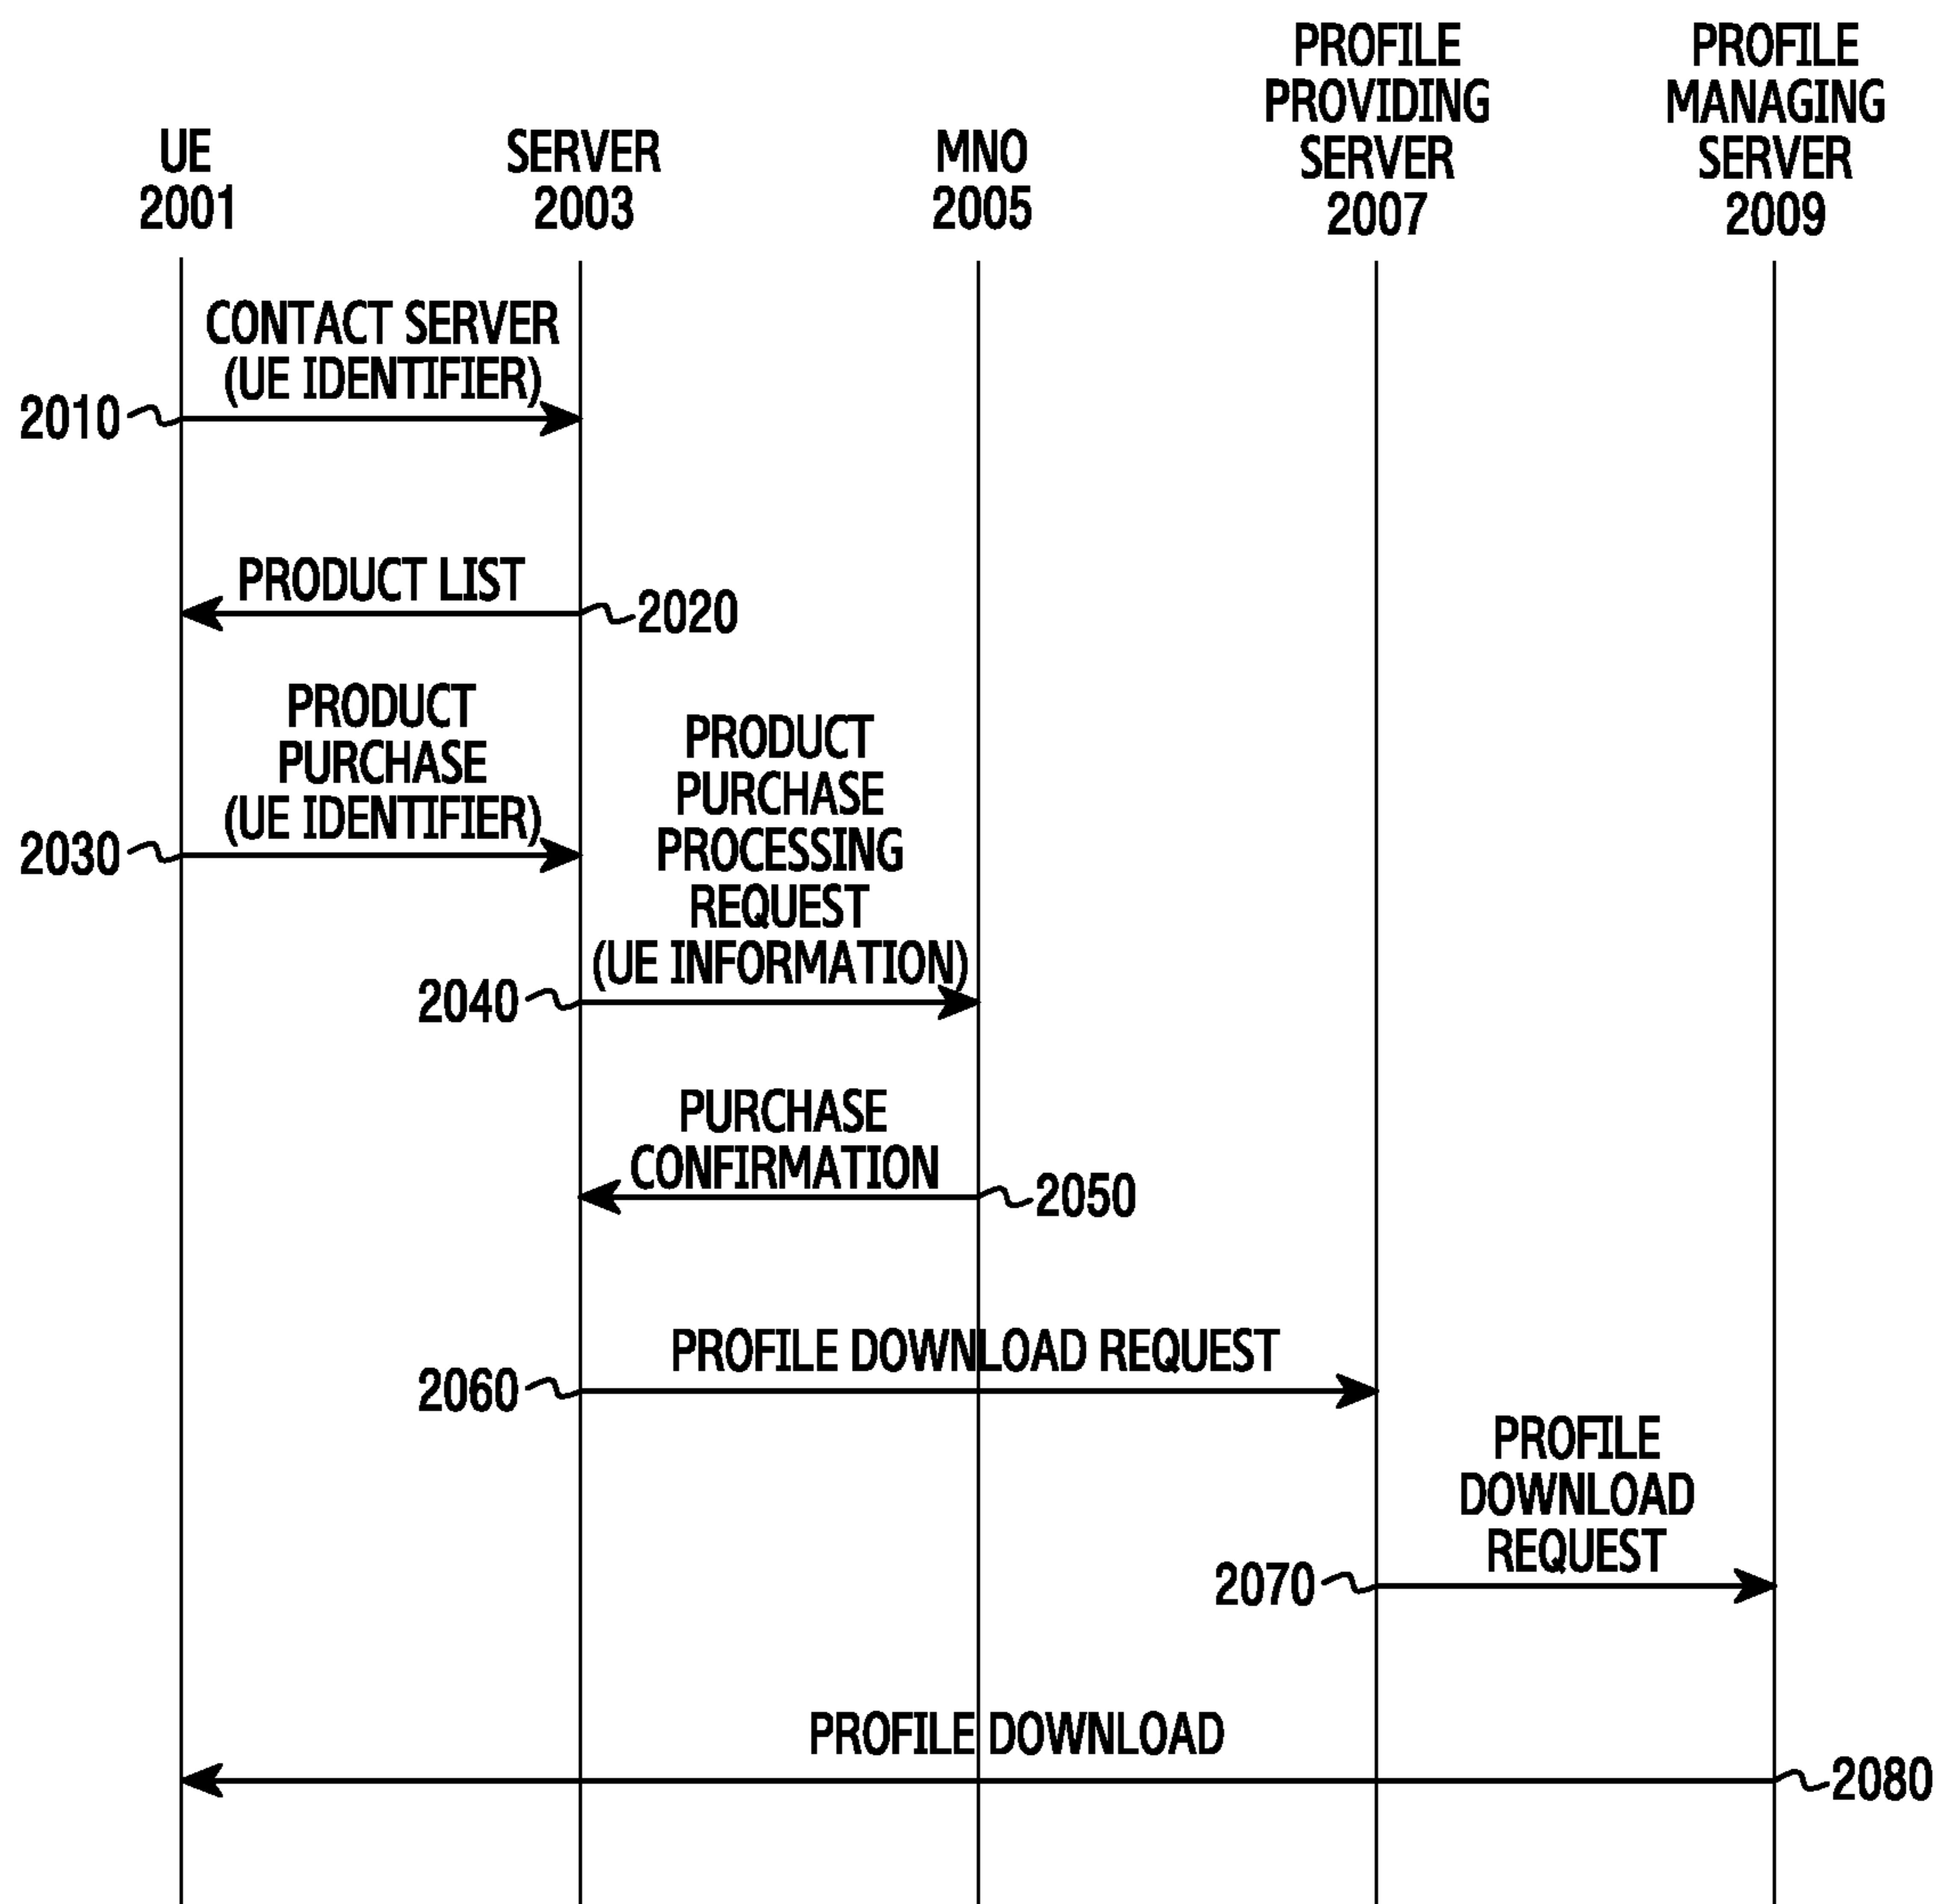 UE
2001
SERVER
2003
MNO
2005
PROFILE
PROVIDING
SERVER
2007
PROFILE
MANAGING
SERVER
2009
CONTACT SERVER
(UE IDENTIFIER)
2010
PRODUCT LIST
2020
PRODUCT
PURCHASE
(UE IDENTIFIER)
2030
PRODUCT
PURCHASE
PROCESSING
REQUEST
(UE INFORMATION)
2040
PURCHASE
CONFIRMATION
2050
PROFILE DOWNLOAD REQUEST
2060
PROFILE
DOWNLOAD
REQUEST
2070
PROFILE DOWNLOAD
2080